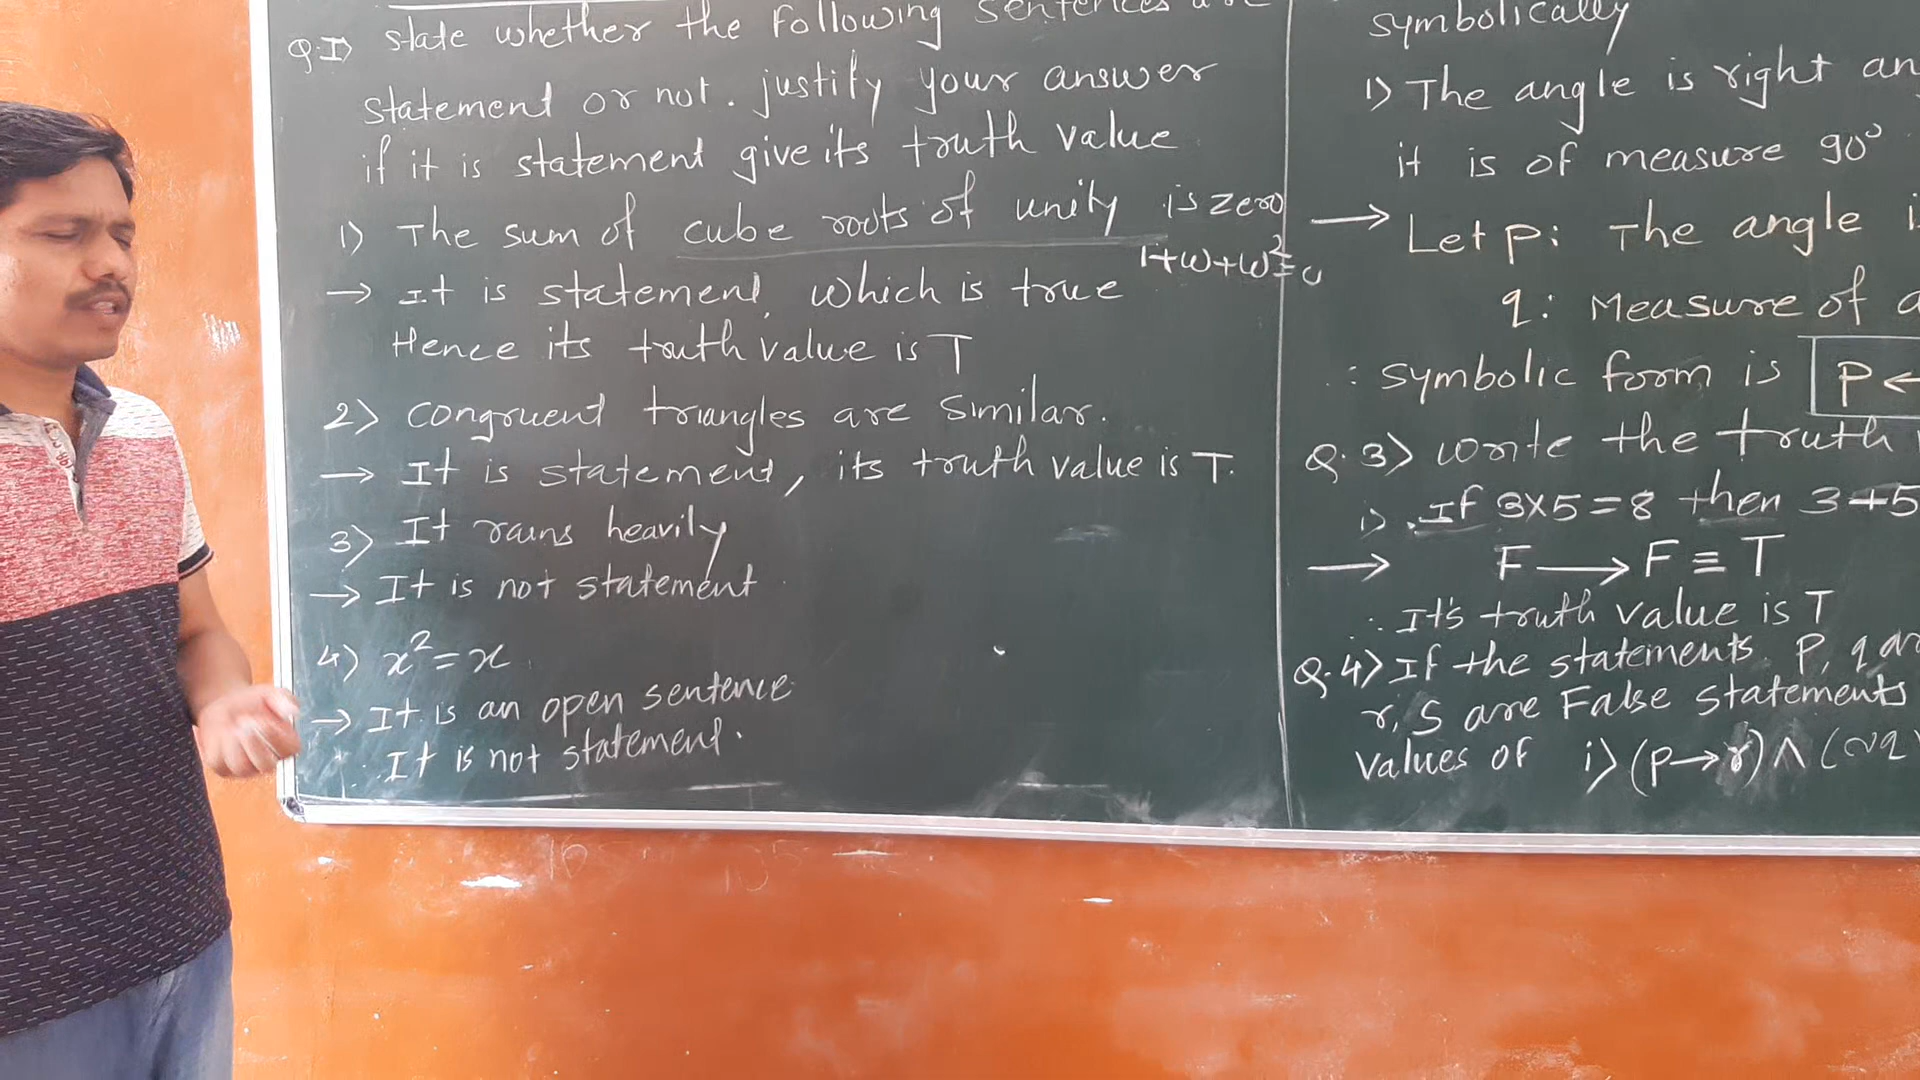 Q.I) state whether the following sentences are
statement or not. justify your answer
if it is statement give its truth value
1) The sum of cube roots of unity is zero
1+ω+ω²=0
→ It is statement, which is true
Hence its truth value is T
2) congruent triangles are similar.
→ It is statement, its truth value is T.
3) It rains heavily
→ It is not statement
4) x²=x
→ It is an open sentence
∴ It is not statement.
symbolically
1) The angle is right an
it is of measure 90°
→ Let p: The angle
q: Measure of
∴ symbolic form is p ←
Q.3) write the truth
i) If 3×5=8 then 3+5
→ F → F ≡ T
∴ It's truth value is T
Q.4) If the statements p, q
r, s are False statements
values of i) (p→r)∧(~q